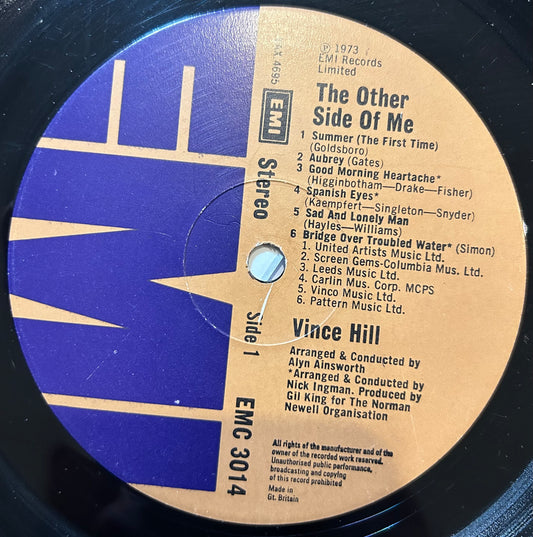 ℗ 1973
EMI Records
Limited
The Other
Side Of Me
1 Summer (The First Time)
(Goldsboro)
2 Aubrey (Gates)
3 Good Morning Heartache*
(Higginbotham—Drake—Fisher)
4 Spanish Eyes*
(Kaempfert—Singleton—Snyder)
5 Sad And Lonely Man
(Hayles—Williams)
6 Bridge Over Troubled Water* (Simon)
1. United Artists Music Ltd.
2. Screen Gems-Columbia Mus. Ltd.
3. Leeds Music Ltd.
4. Carlin Mus. Corp. MCPS
5. Vinco Music Ltd.
6. Pattern Music Ltd.
Vince Hill
Arranged & Conducted by
Alyn Ainsworth
*Arranged & Conducted by
Nick Ingman. Produced by
Gil King for The Norman
Newell Organisation
All rights of the manufacturer and of the
owner of the recorded work reserved.
Unauthorised public performance,
broadcasting and copying
of this record prohibited
Made in
Gt. Britain
EMI
Stereo
Side 1
EMC 3014
EMI